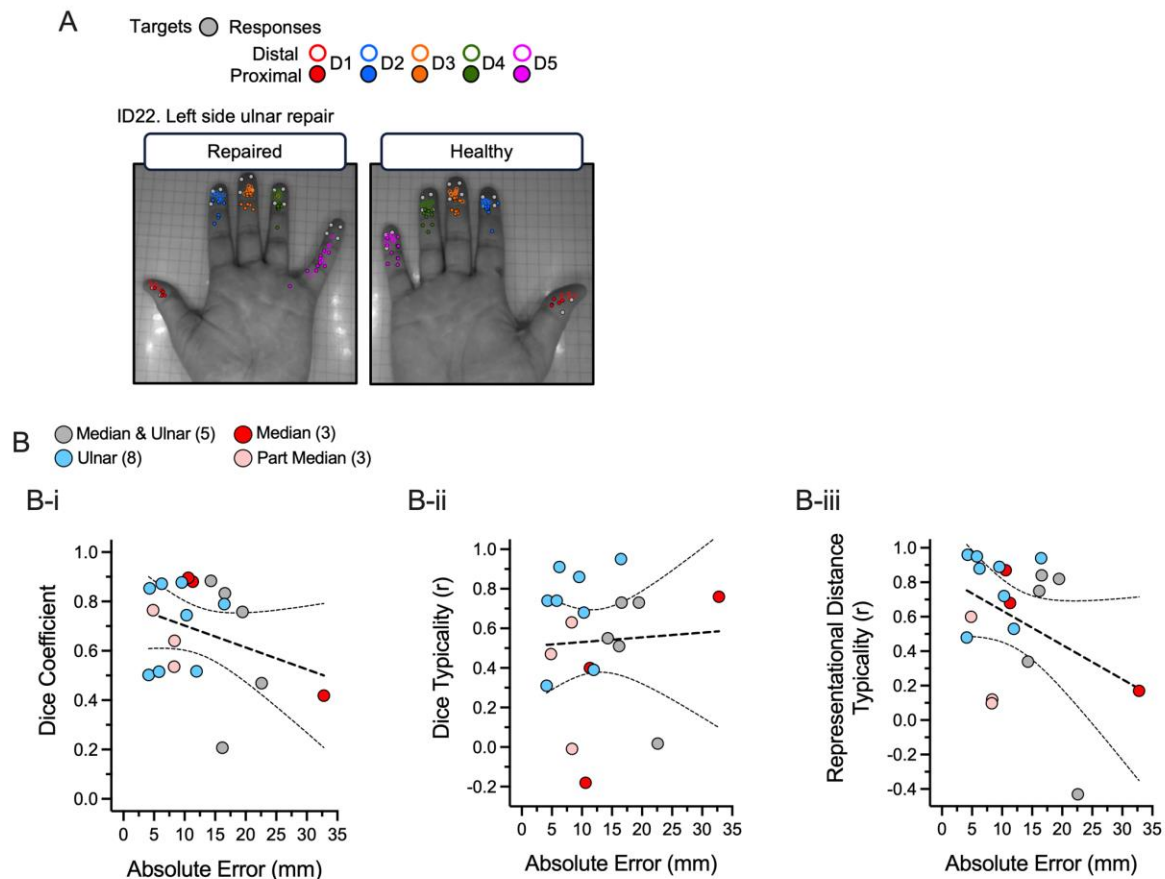 A
Targets Responses
Distal
Proximal
D1 D2 D3 D4 D5
ID22. Left side ulnar repair
Repaired
Healthy
B
Median & Ulnar (5)
Median (3)
Ulnar (8)
Part Median (3)
B-i
1.0
0.8
0.6
0.4
0.2
0.0
Dice Coefficient
0 5 10 15 20 25 30 35
Absolute Error (mm)
B-ii
1.0
0.8
0.6
0.4
0.2
0.0
-0.2
Dice Typicality (r)
0 5 10 15 20 25 30 35
Absolute Error (mm)
B-iii
1.0
0.8
0.6
0.4
0.2
0.0
-0.2
-0.4
Representational Distance
Typicality (r)
0 5 10 15 20 25 30 35
Absolute Error (mm)